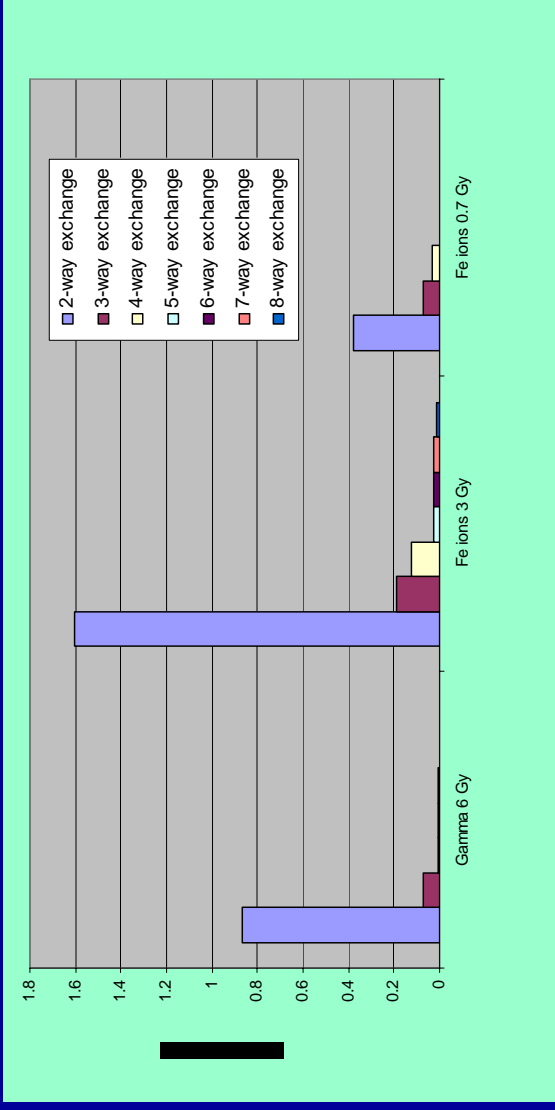 1.8
1.6
1.4
1.2
1
0.8
0.6
0.4
0.2
0
2-way exchange
3-way exchange
4-way exchange
5-way exchange
6-way exchange
7-way exchange
8-way exchange
Gamma 6 Gy
Fe ions 3 Gy
Fe ions 0.7 Gy